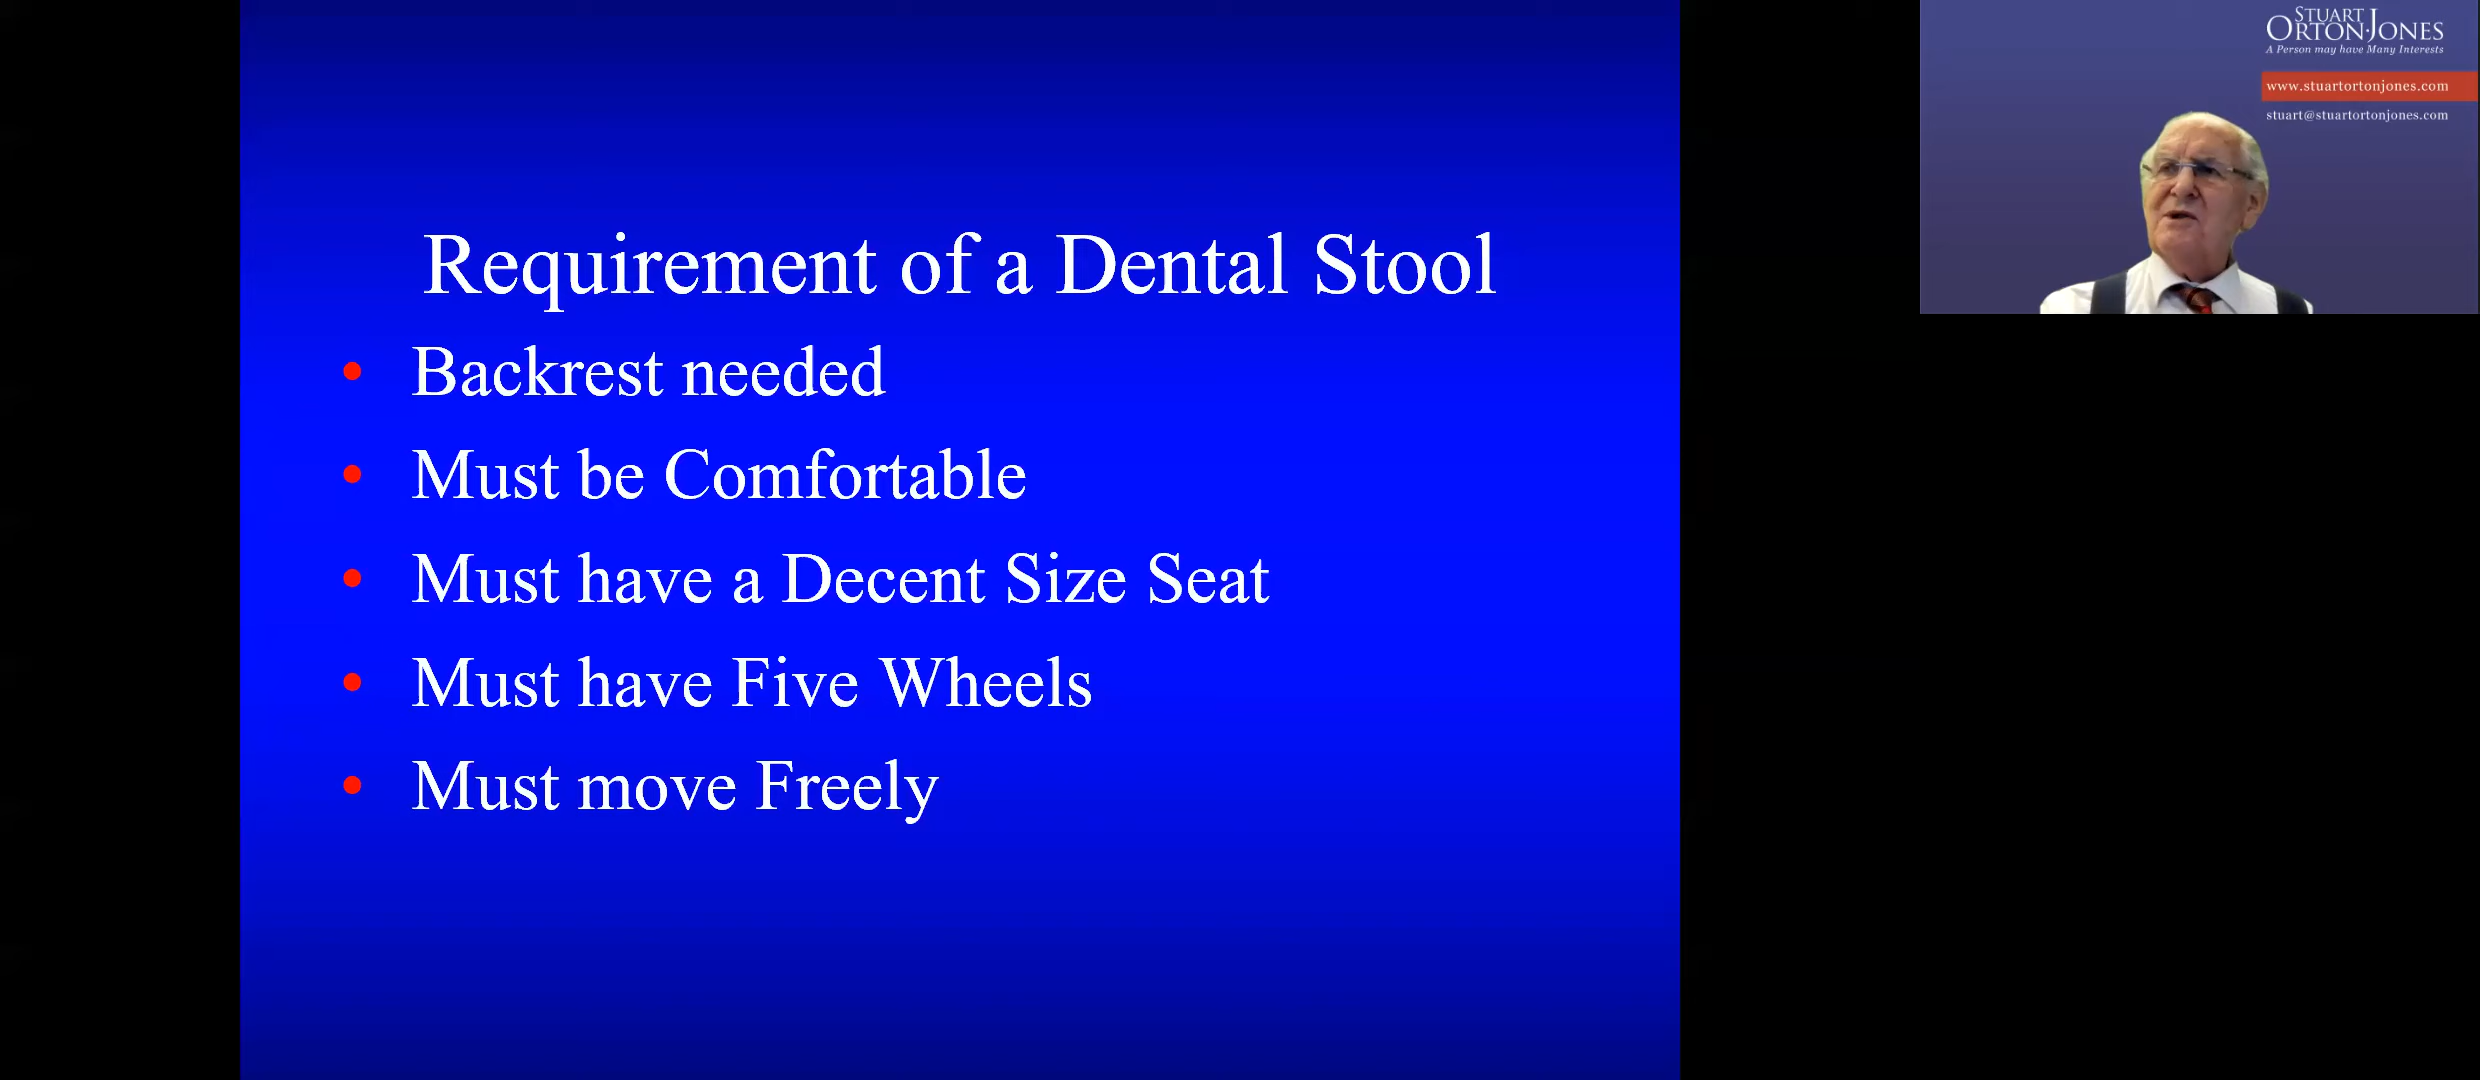 Requirement of a Dental Stool
• Backrest needed
• Must be Comfortable
• Must have a Decent Size Seat
• Must have Five Wheels
• Must move Freely
STUART
ORTON-JONES
A Person may have Many Interests
www.stuartortonjones.com
stuart@stuartortonjones.com